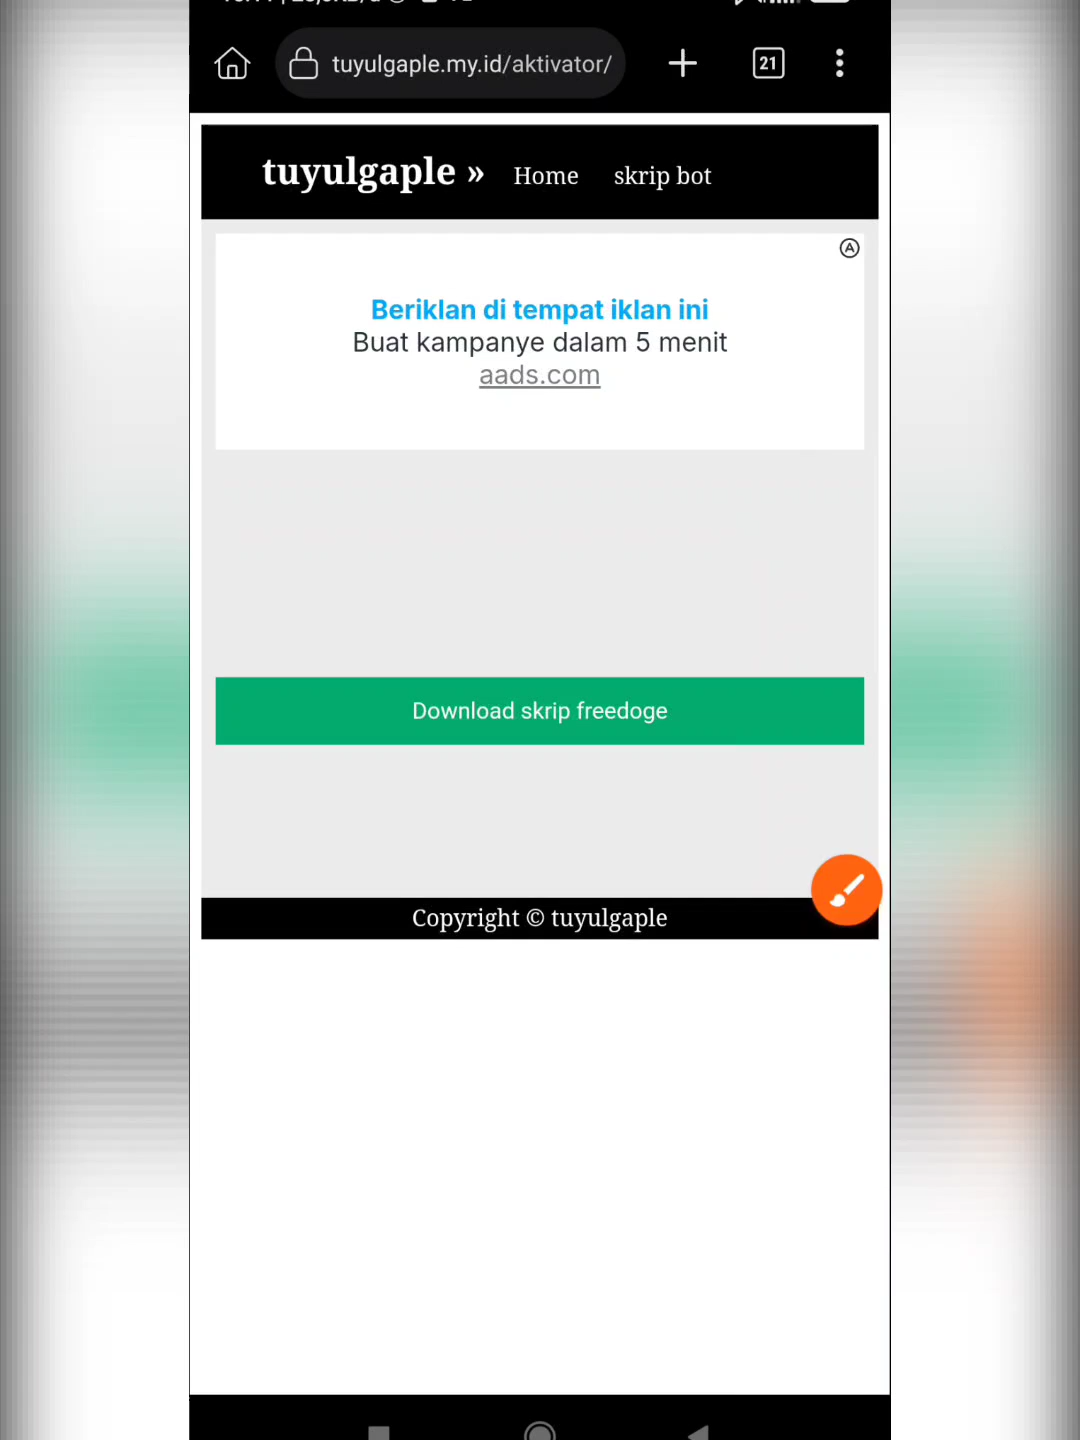 tuyulgaple.my.id/aktivator/
21
tuyulgaple » Home skrip bot
Beriklan di tempat iklan ini
Buat kampanye dalam 5 menit
aads.com
Download skrip freedoge
Copyright © tuyulgaple